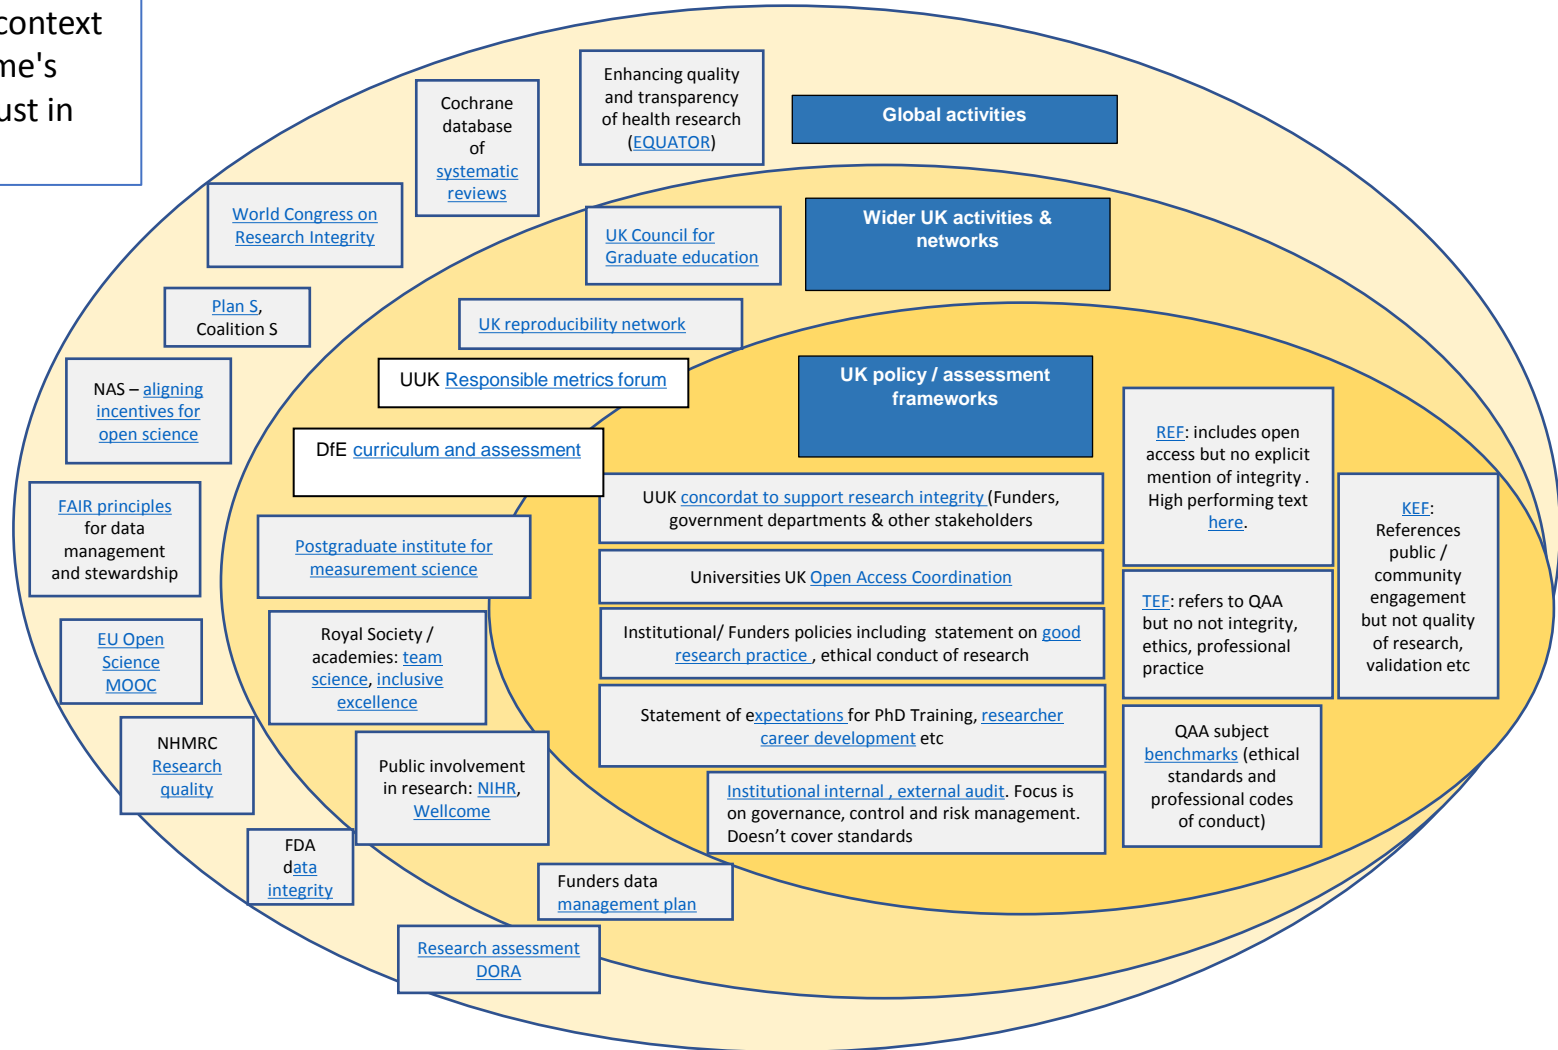 context
me's
ust in
Enhancing quality
and transparency
of health research
(EQUATOR)
Global activities
Cochrane
database
of
systematic
reviews
World Congress on
Research Integrity
UK Council for
Graduate education
Wider UK activities &
networks
Plan S,
Coalition S
UK reproducibility network
NAS – aligning
incentives for
open science
UUK Responsible metrics forum
UK policy / assessment
frameworks
DfE curriculum and assessment
REF: includes open
access but no explicit
mention of integrity .
High performing text
here.
UUK concordat to support research integrity (Funders,
government departments & other stakeholders
KEF:
References
public /
community
engagement
but not quality
of research,
validation etc
FAIR principles
for data
management
and stewardship
Postgraduate institute for
measurement science
Universities UK Open Access Coordination
TEF: refers to QAA
but no not integrity,
ethics, professional
practice
Royal Society /
academies: team
science, inclusive
excellence
Institutional/ Funders policies including  statement on good
research practice , ethical conduct of research
EU Open
Science
MOOC
Statement of expectations for PhD Training, researcher
career development etc
QAA subject
benchmarks (ethical
standards and
professional codes
of conduct)
NHMRC
Research
quality
Public involvement
in research: NIHR,
Wellcome
Institutional internal , external audit. Focus is
on governance, control and risk management.
Doesn't cover standards
FDA
data
integrity
Funders data
management plan
Research assessment
DORA